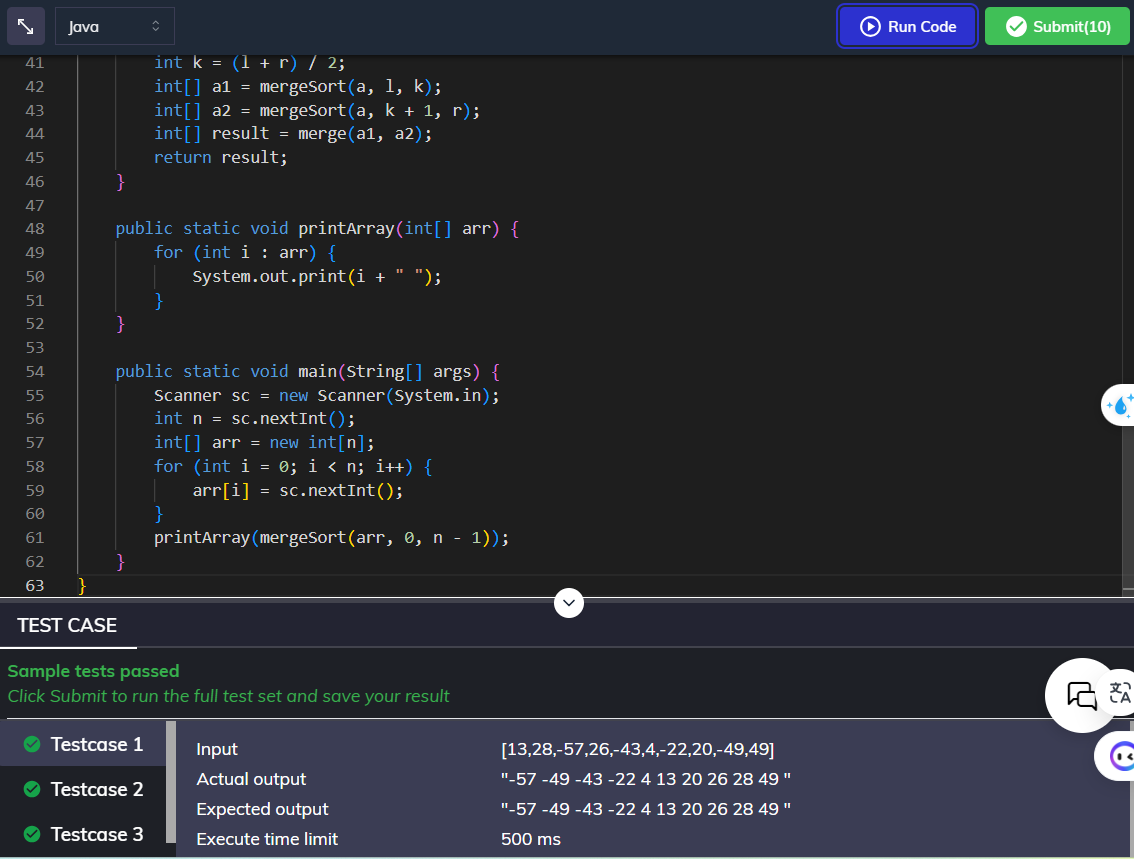 Java
Run Code
Submit(10)
41 int k = (l + r) / 2;
42 int[] a1 = mergeSort(a, l, k);
43 int[] a2 = mergeSort(a, k + 1, r);
44 int[] result = merge(a1, a2);
45 return result;
46 }
47
48 public static void printArray(int[] arr) {
49 for (int i : arr) {
50 System.out.print(i + " ");
51 }
52 }
53
54 public static void main(String[] args) {
55 Scanner sc = new Scanner(System.in);
56 int n = sc.nextInt();
57 int[] arr = new int[n];
58 for (int i = 0; i < n; i++) {
59 arr[i] = sc.nextInt();
60 }
61 printArray(mergeSort(arr, 0, n - 1));
62 }
63 }
TEST CASE
Sample tests passed
Click Submit to run the full test set and save your result
Testcase 1
Testcase 2
Testcase 3
Input [13,28,-57,26,-43,4,-22,20,-49,49]
Actual output "-57 -49 -43 -22 4 13 20 26 28 49 "
Expected output "-57 -49 -43 -22 4 13 20 26 28 49 "
Execute time limit 500 ms
文A